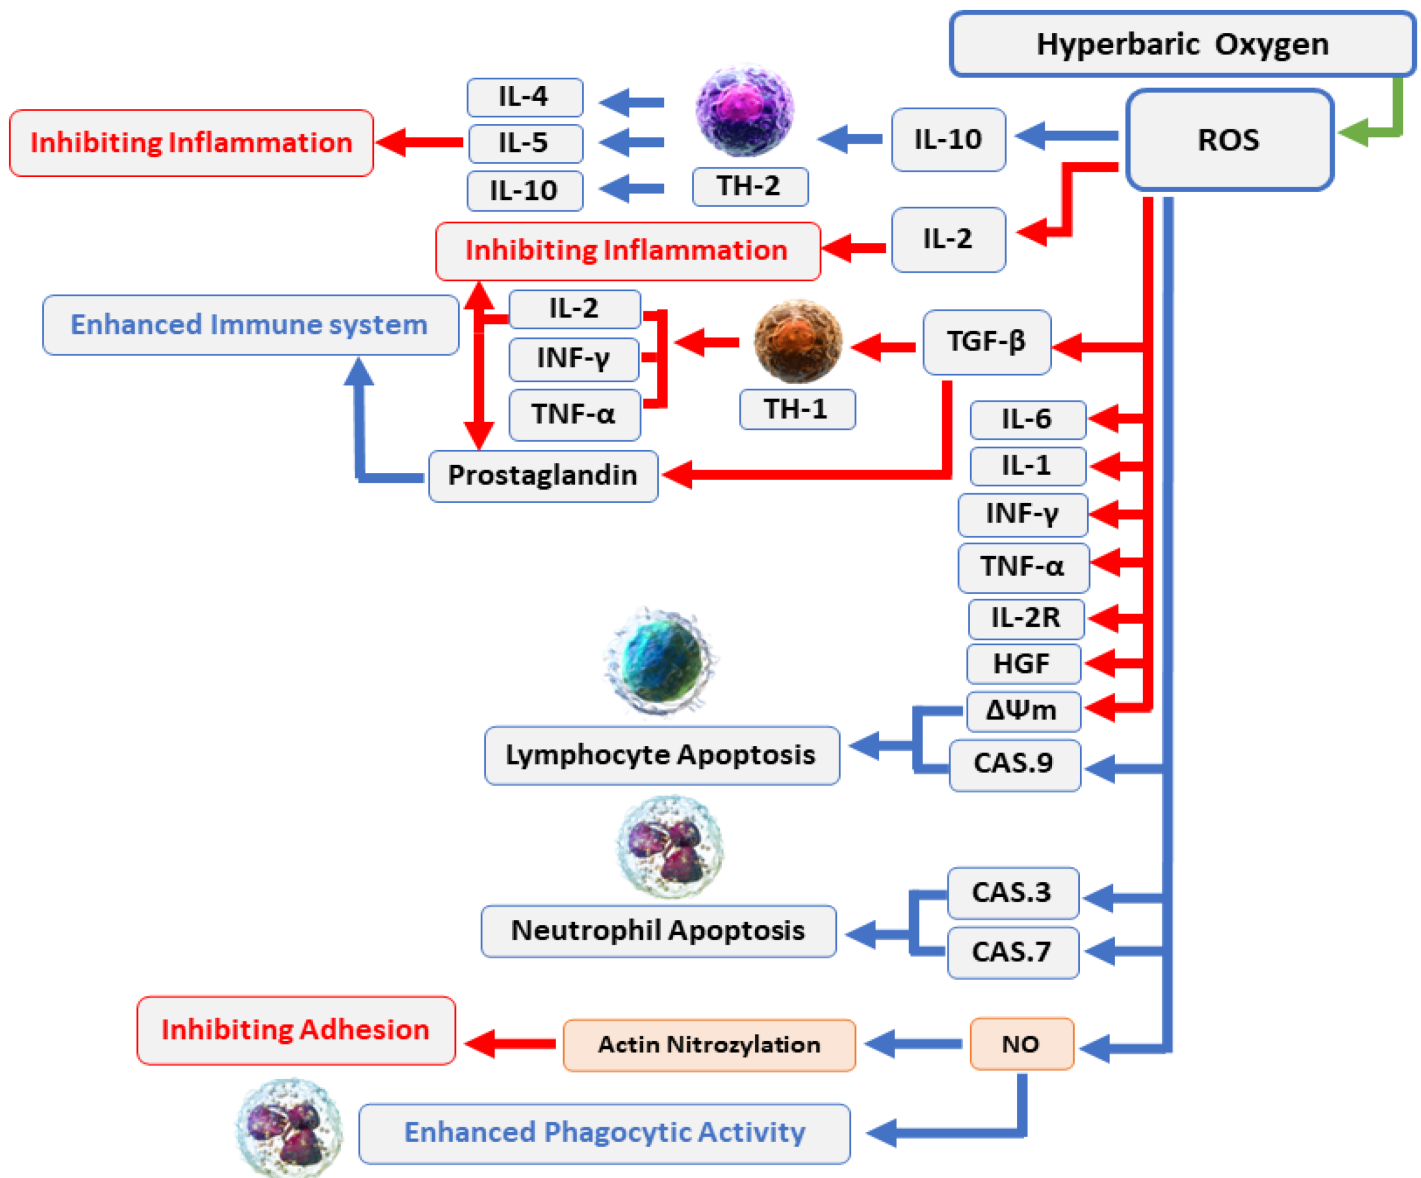 Hyperbaric  Oxygen
IL-4
Inhibiting Inflammation
IL-5
IL-10
TH-2
IL-10
ROS
Inhibiting Inflammation
IL-2
Enhanced Immune system
IL-2
INF-γ
TNF-α
TH-1
TGF-β
Prostaglandin
IL-6
IL-1
INF-γ
TNF-α
IL-2R
HGF
ΔΨm
Lymphocyte Apoptosis
CAS.9
CAS.3
Neutrophil Apoptosis
CAS.7
Inhibiting Adhesion
Actin Nitrozylation
NO
Enhanced Phagocytic Activity